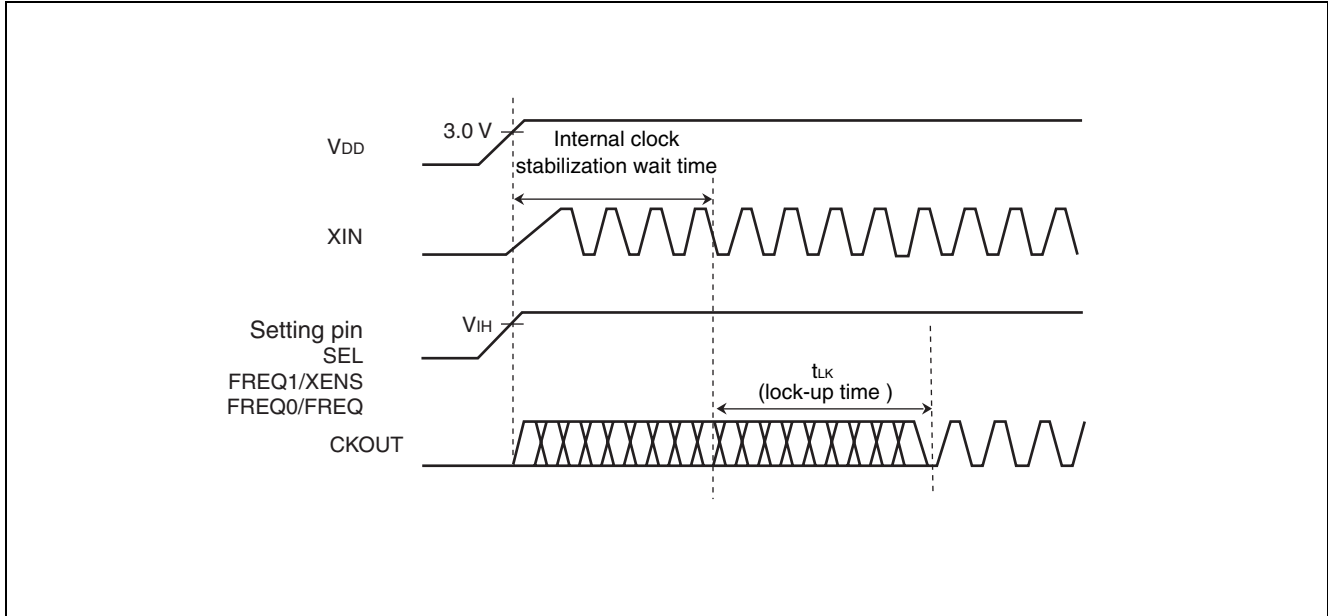 VDD
3.0 V
Internal clock
stabilization wait time
XIN
Setting pin
SEL
FREQ1/XENS
FREQ0/FREQ
VIH
tLK
(lock-up time )
CKOUT